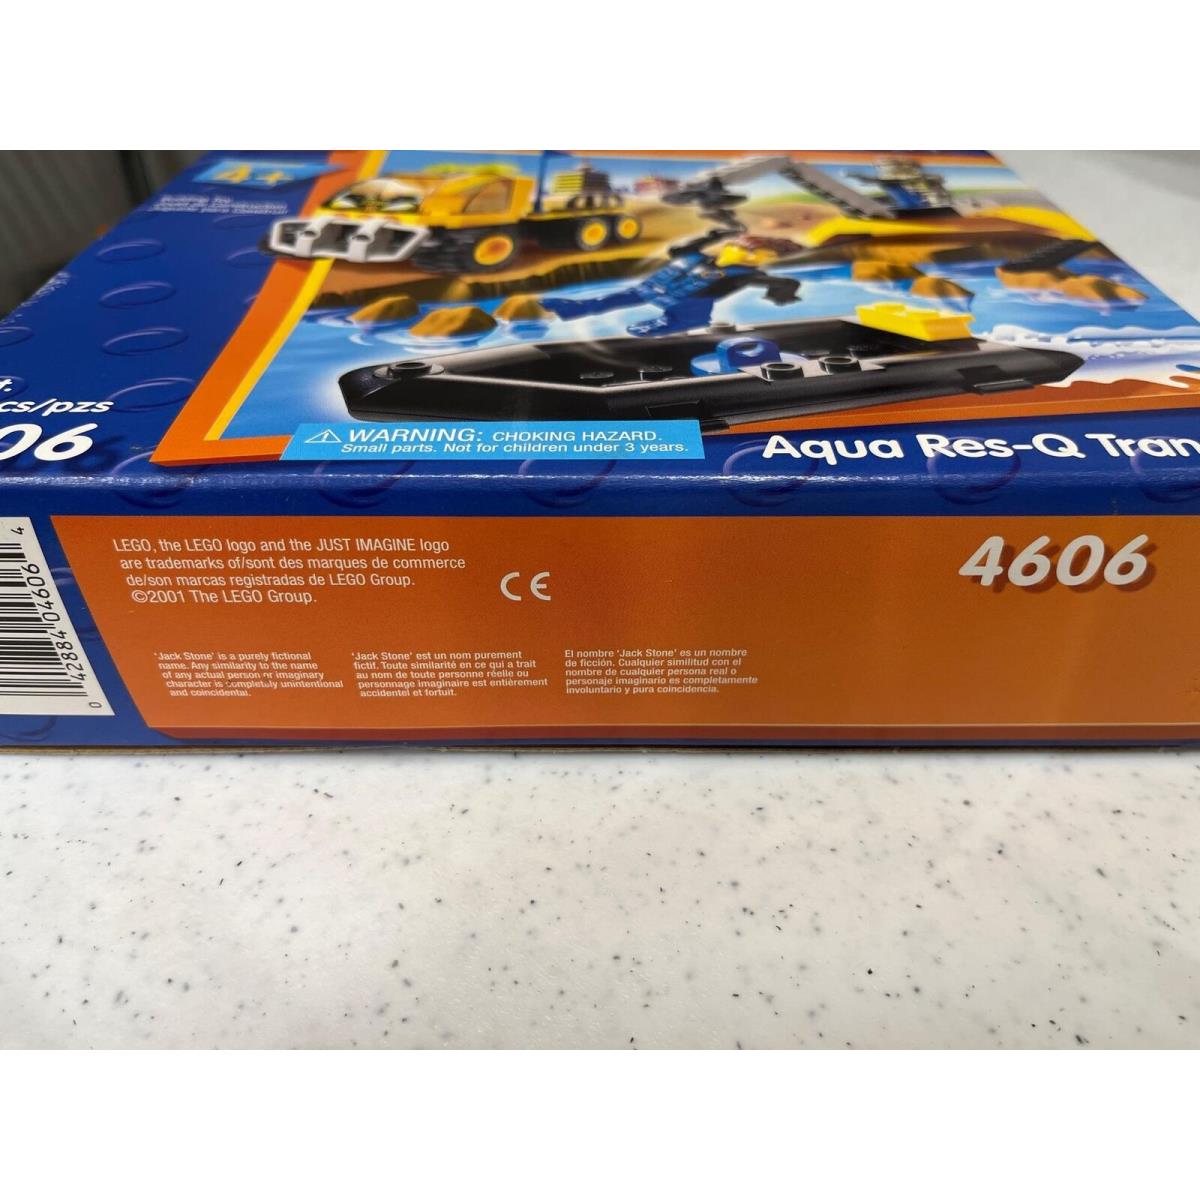 4+
cs/pzs
06
WARNING: CHOKING HAZARD.
Small parts. Not for children under 3 years.
Aqua Res-Q Tran
LEGO, the LEGO logo and the JUST IMAGINE logo
are trademarks of/sont des marques de commerce
de/son marcas registradas de LEGO Group.
©2001 The LEGO Group.
CE
4606
0 42884 04606 4
'Jack Stone' is a purely fictional
name. Any similarity to the name
of any actual person or imaginary
character is completely unintentional
and coincidental.
'Jack Stone' est un nom purement
fictif. Toute similarité en ce qui a trait
au nom de toute personne réelle ou
personnage imaginaire est entièrement
accidentel et fortuit.
El nombre 'Jack Stone' es un nombre
de ficción. Cualquier similitud con el
nombre de cualquier persona real o
personaje imaginario es completamente
involuntario y pura coincidencia.